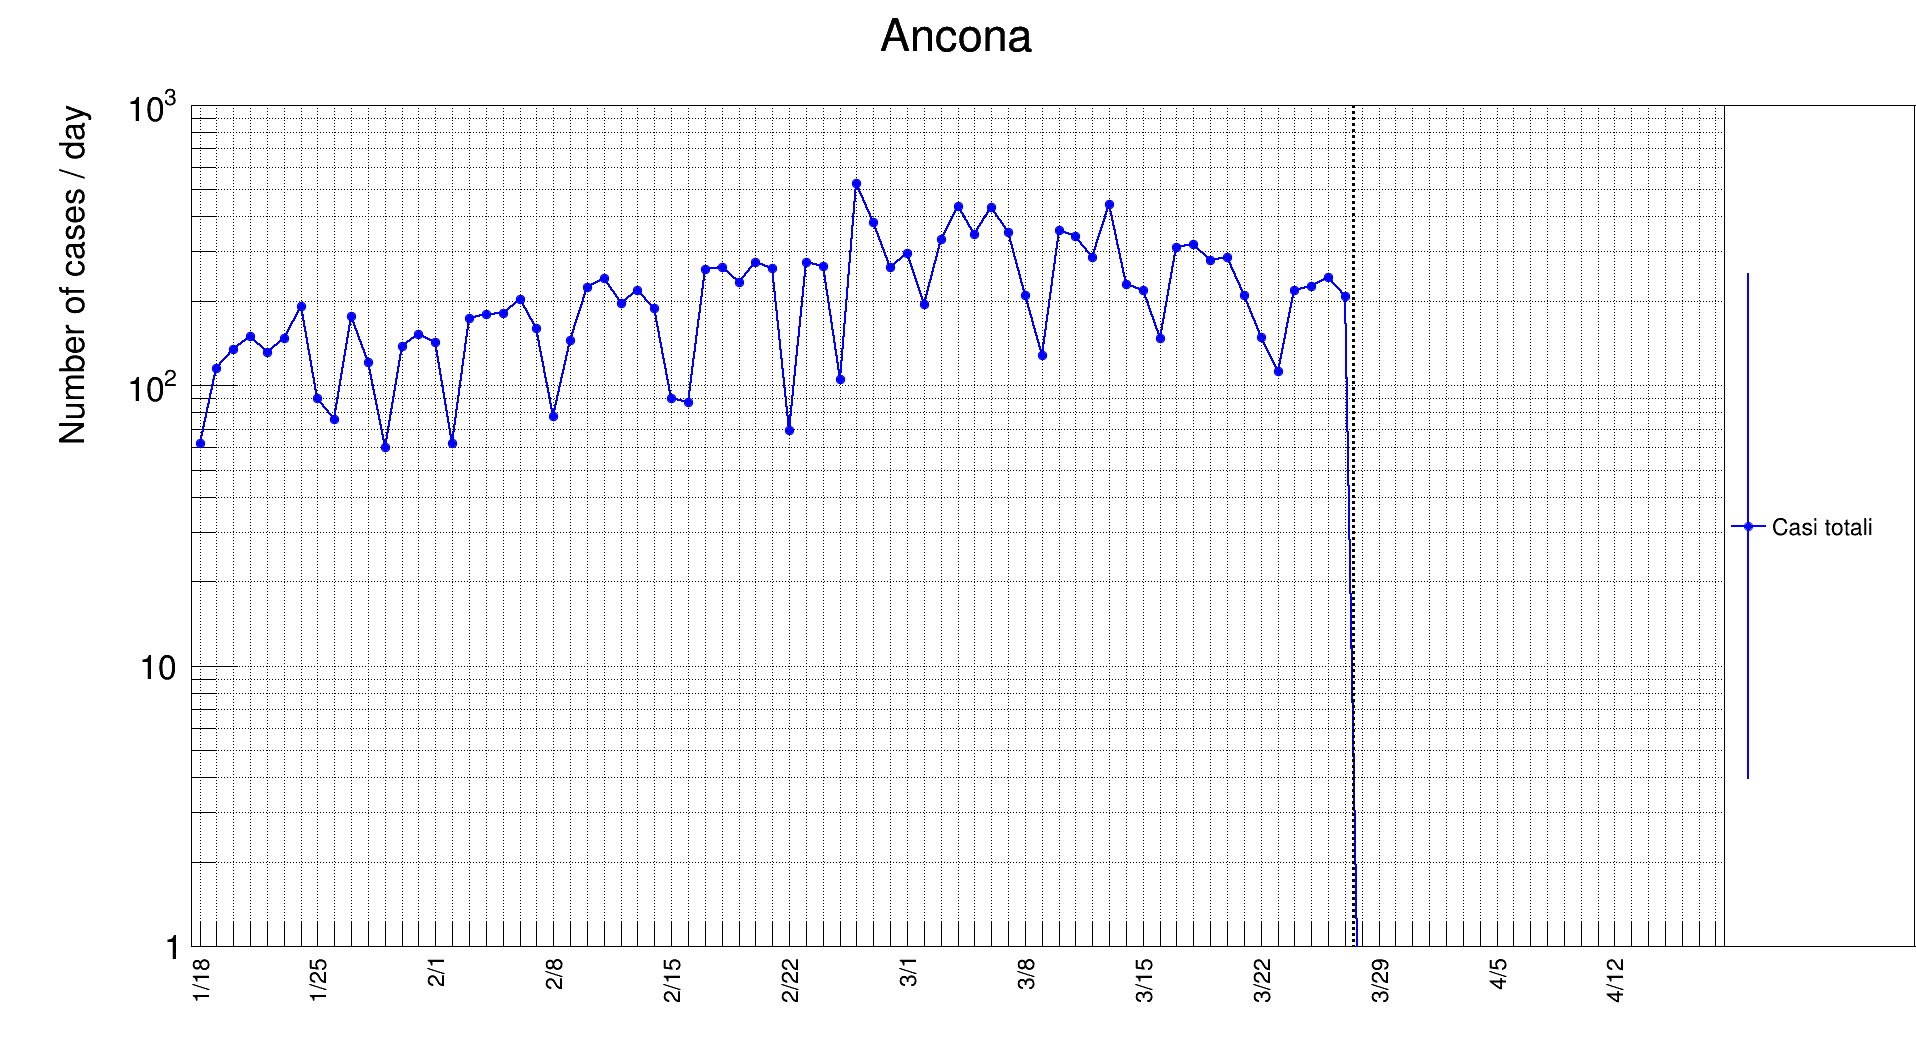 Ancona
Number of cases / day
10³
10²
10
1
1/18 1/25 2/1 2/8 2/15 2/22 3/1 3/8 3/15 3/22 3/29 4/5 4/12
Casi totali